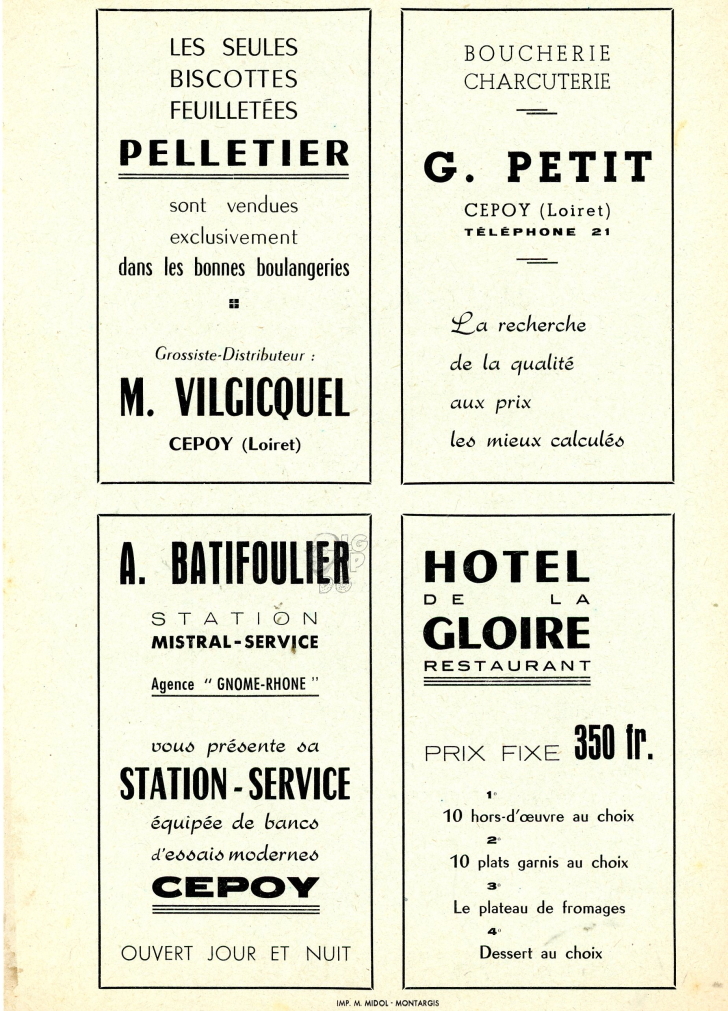 LES SEULES
BISCOTTES
FEUILLETÉES
PELLETIER
sont vendues
exclusivement
dans les bonnes boulangeries
Grossiste-Distributeur :
M. VILGICQUEL
CEPOY (Loiret)
BOUCHERIE
CHARCUTERIE
G. PETIT
CEPOY (Loiret)
TÉLÉPHONE 21
La recherche
de la qualité
aux prix
les mieux calculés
A. BATIFOULIER
STATION
MISTRAL-SERVICE
Agence " GNOME-RHONE "
vous présente sa
STATION-SERVICE
équipée de bancs
d'essais modernes
CEPOY
OUVERT JOUR ET NUIT
HOTEL
DE LA
GLOIRE
RESTAURANT
PRIX FIXE 350 fr.
1°
10 hors-d'œuvre au choix
2°
10 plats garnis au choix
3°
Le plateau de fromages
4°
Dessert au choix
IMP. M. MIDOL - MONTARGIS